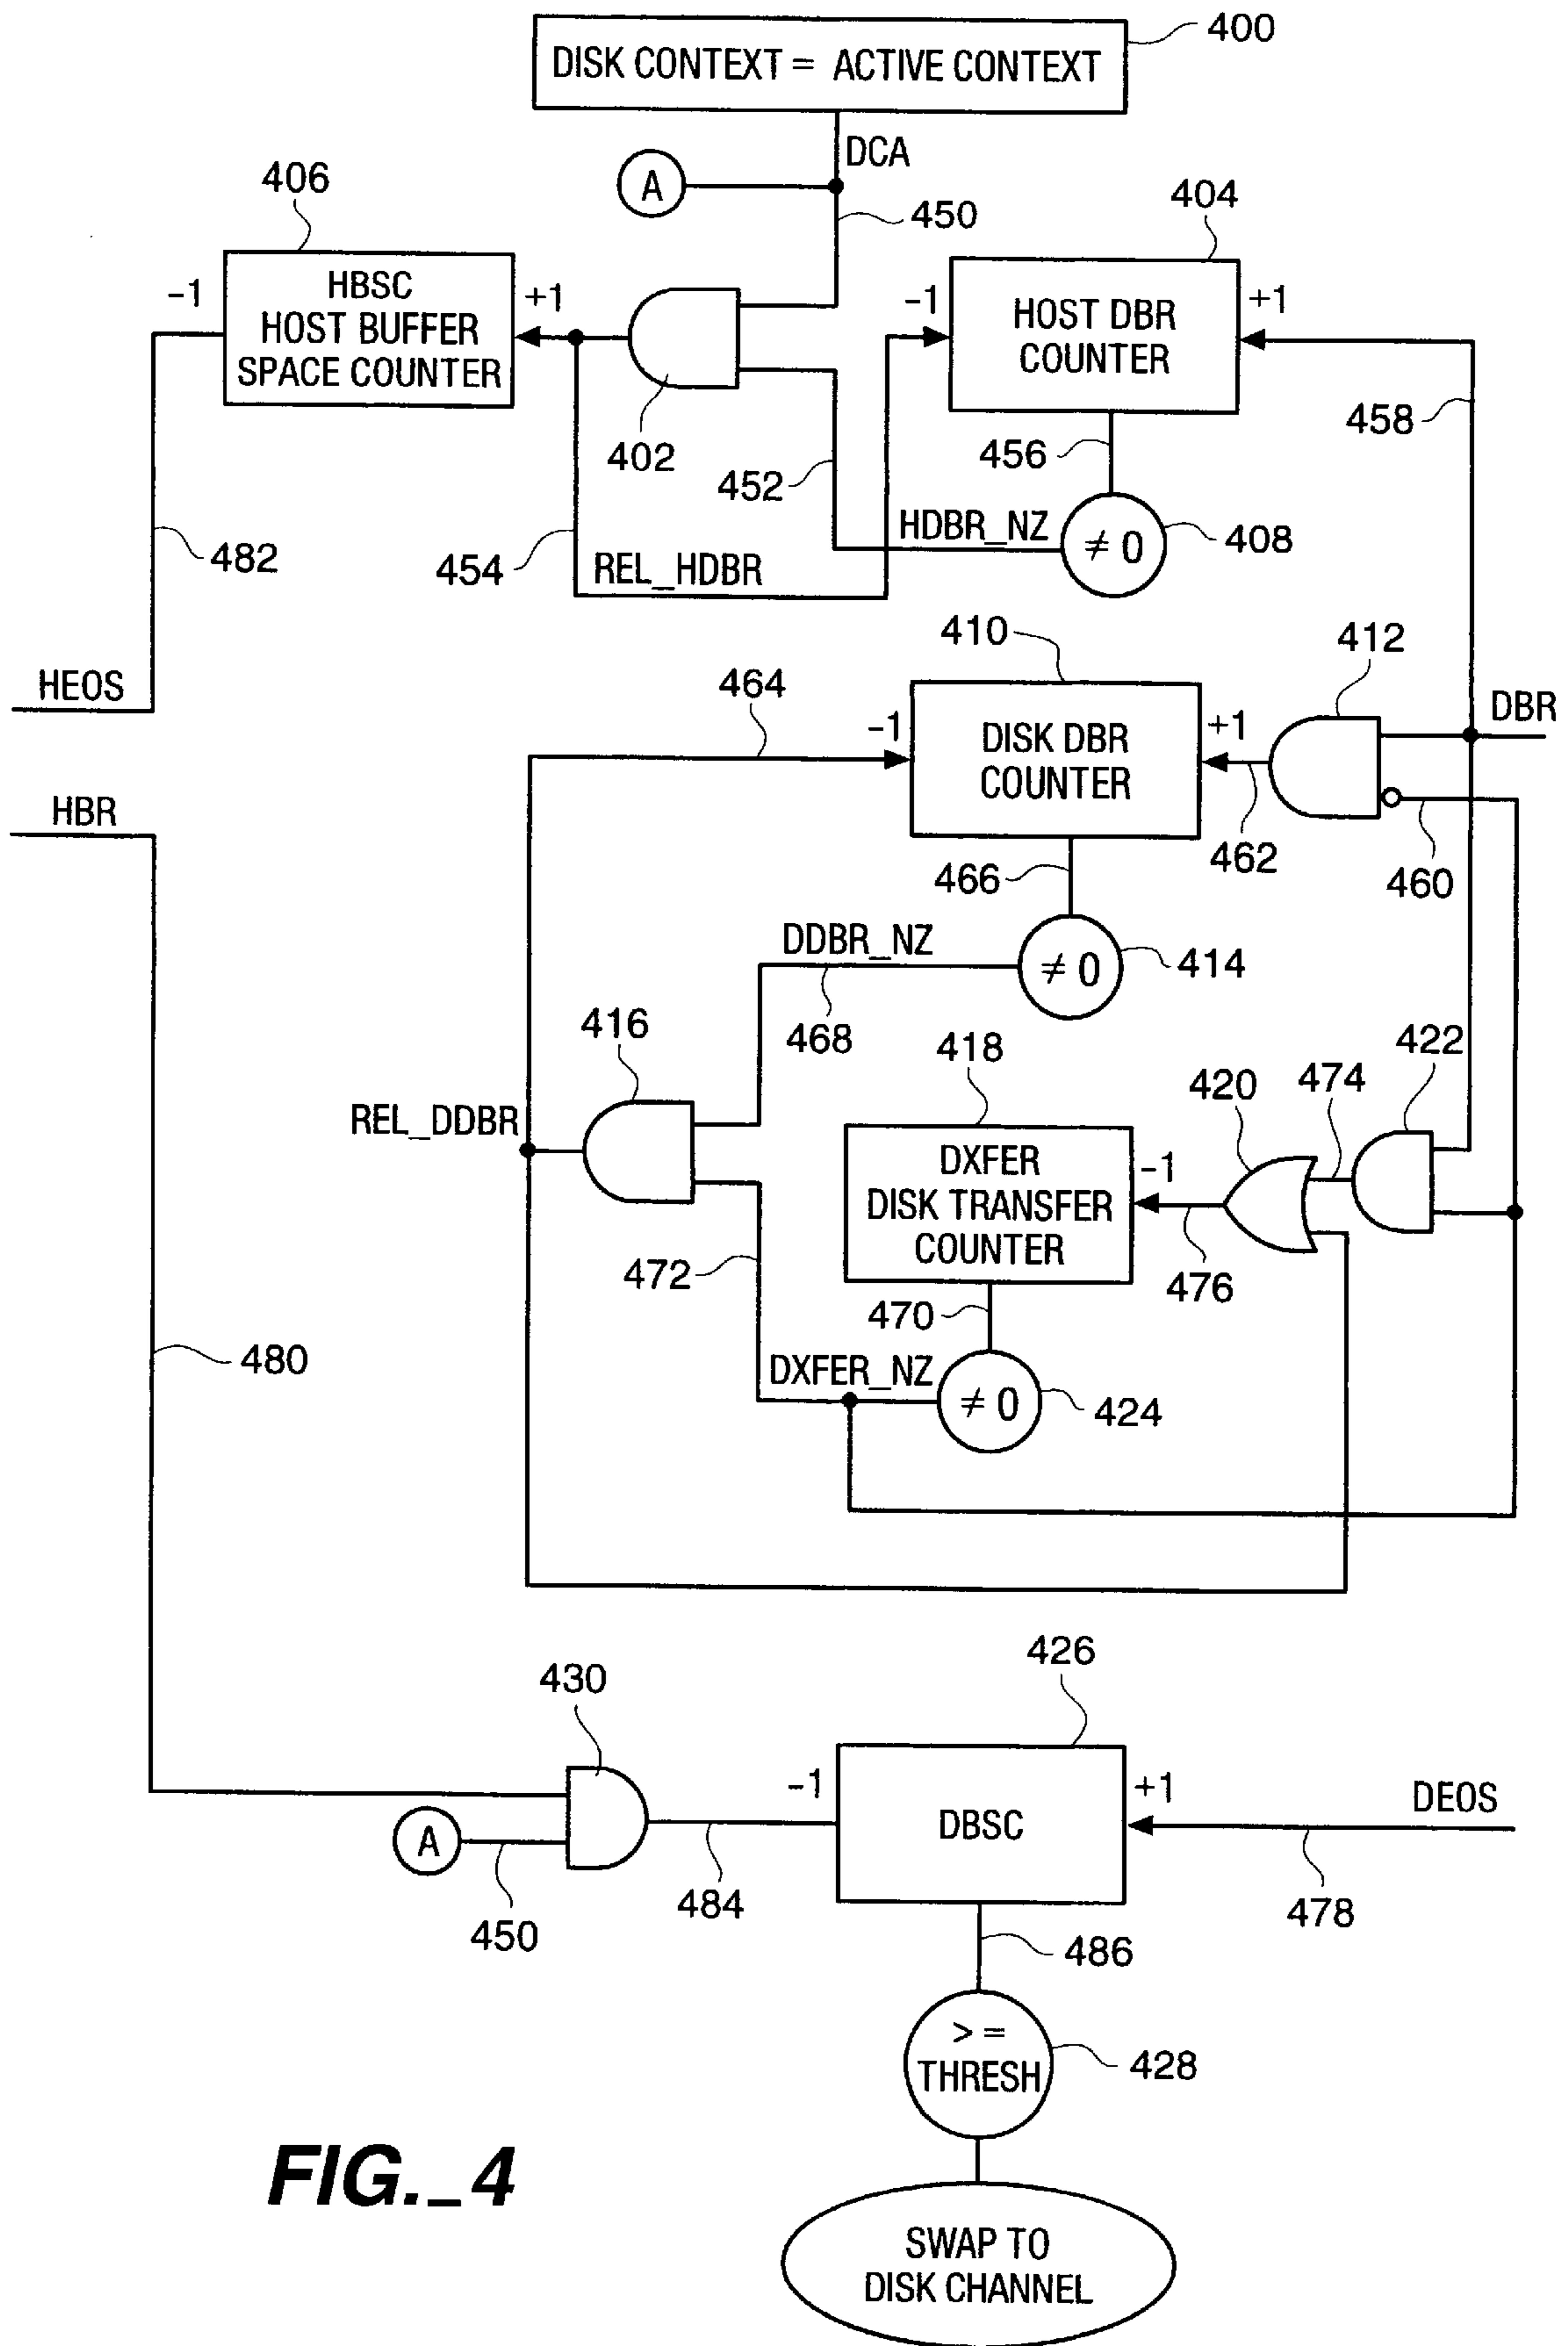 400
DISK CONTEXT = ACTIVE CONTEXT
DCA
A
450
406
404
HBSC
HOST BUFFER
SPACE COUNTER
-1
+1
402
-1
HOST DBR
COUNTER
+1
458
456
452
HDBR_NZ
≠ 0
408
482
454
REL_HDBR
HEOS
410
412
464
-1
DISK DBR
COUNTER
+1
DBR
HBR
462
460
466
DDBR_NZ
≠ 0
414
468
416
418
420
474
422
REL_DDBR
DXFER
DISK TRANSFER
COUNTER
-1
476
472
470
480
DXFER_NZ
≠ 0
424
430
426
-1
DBSC
+1
DEOS
A
450
484
478
486
> =
THRESH
428
FIG._4
SWAP TO
DISK CHANNEL